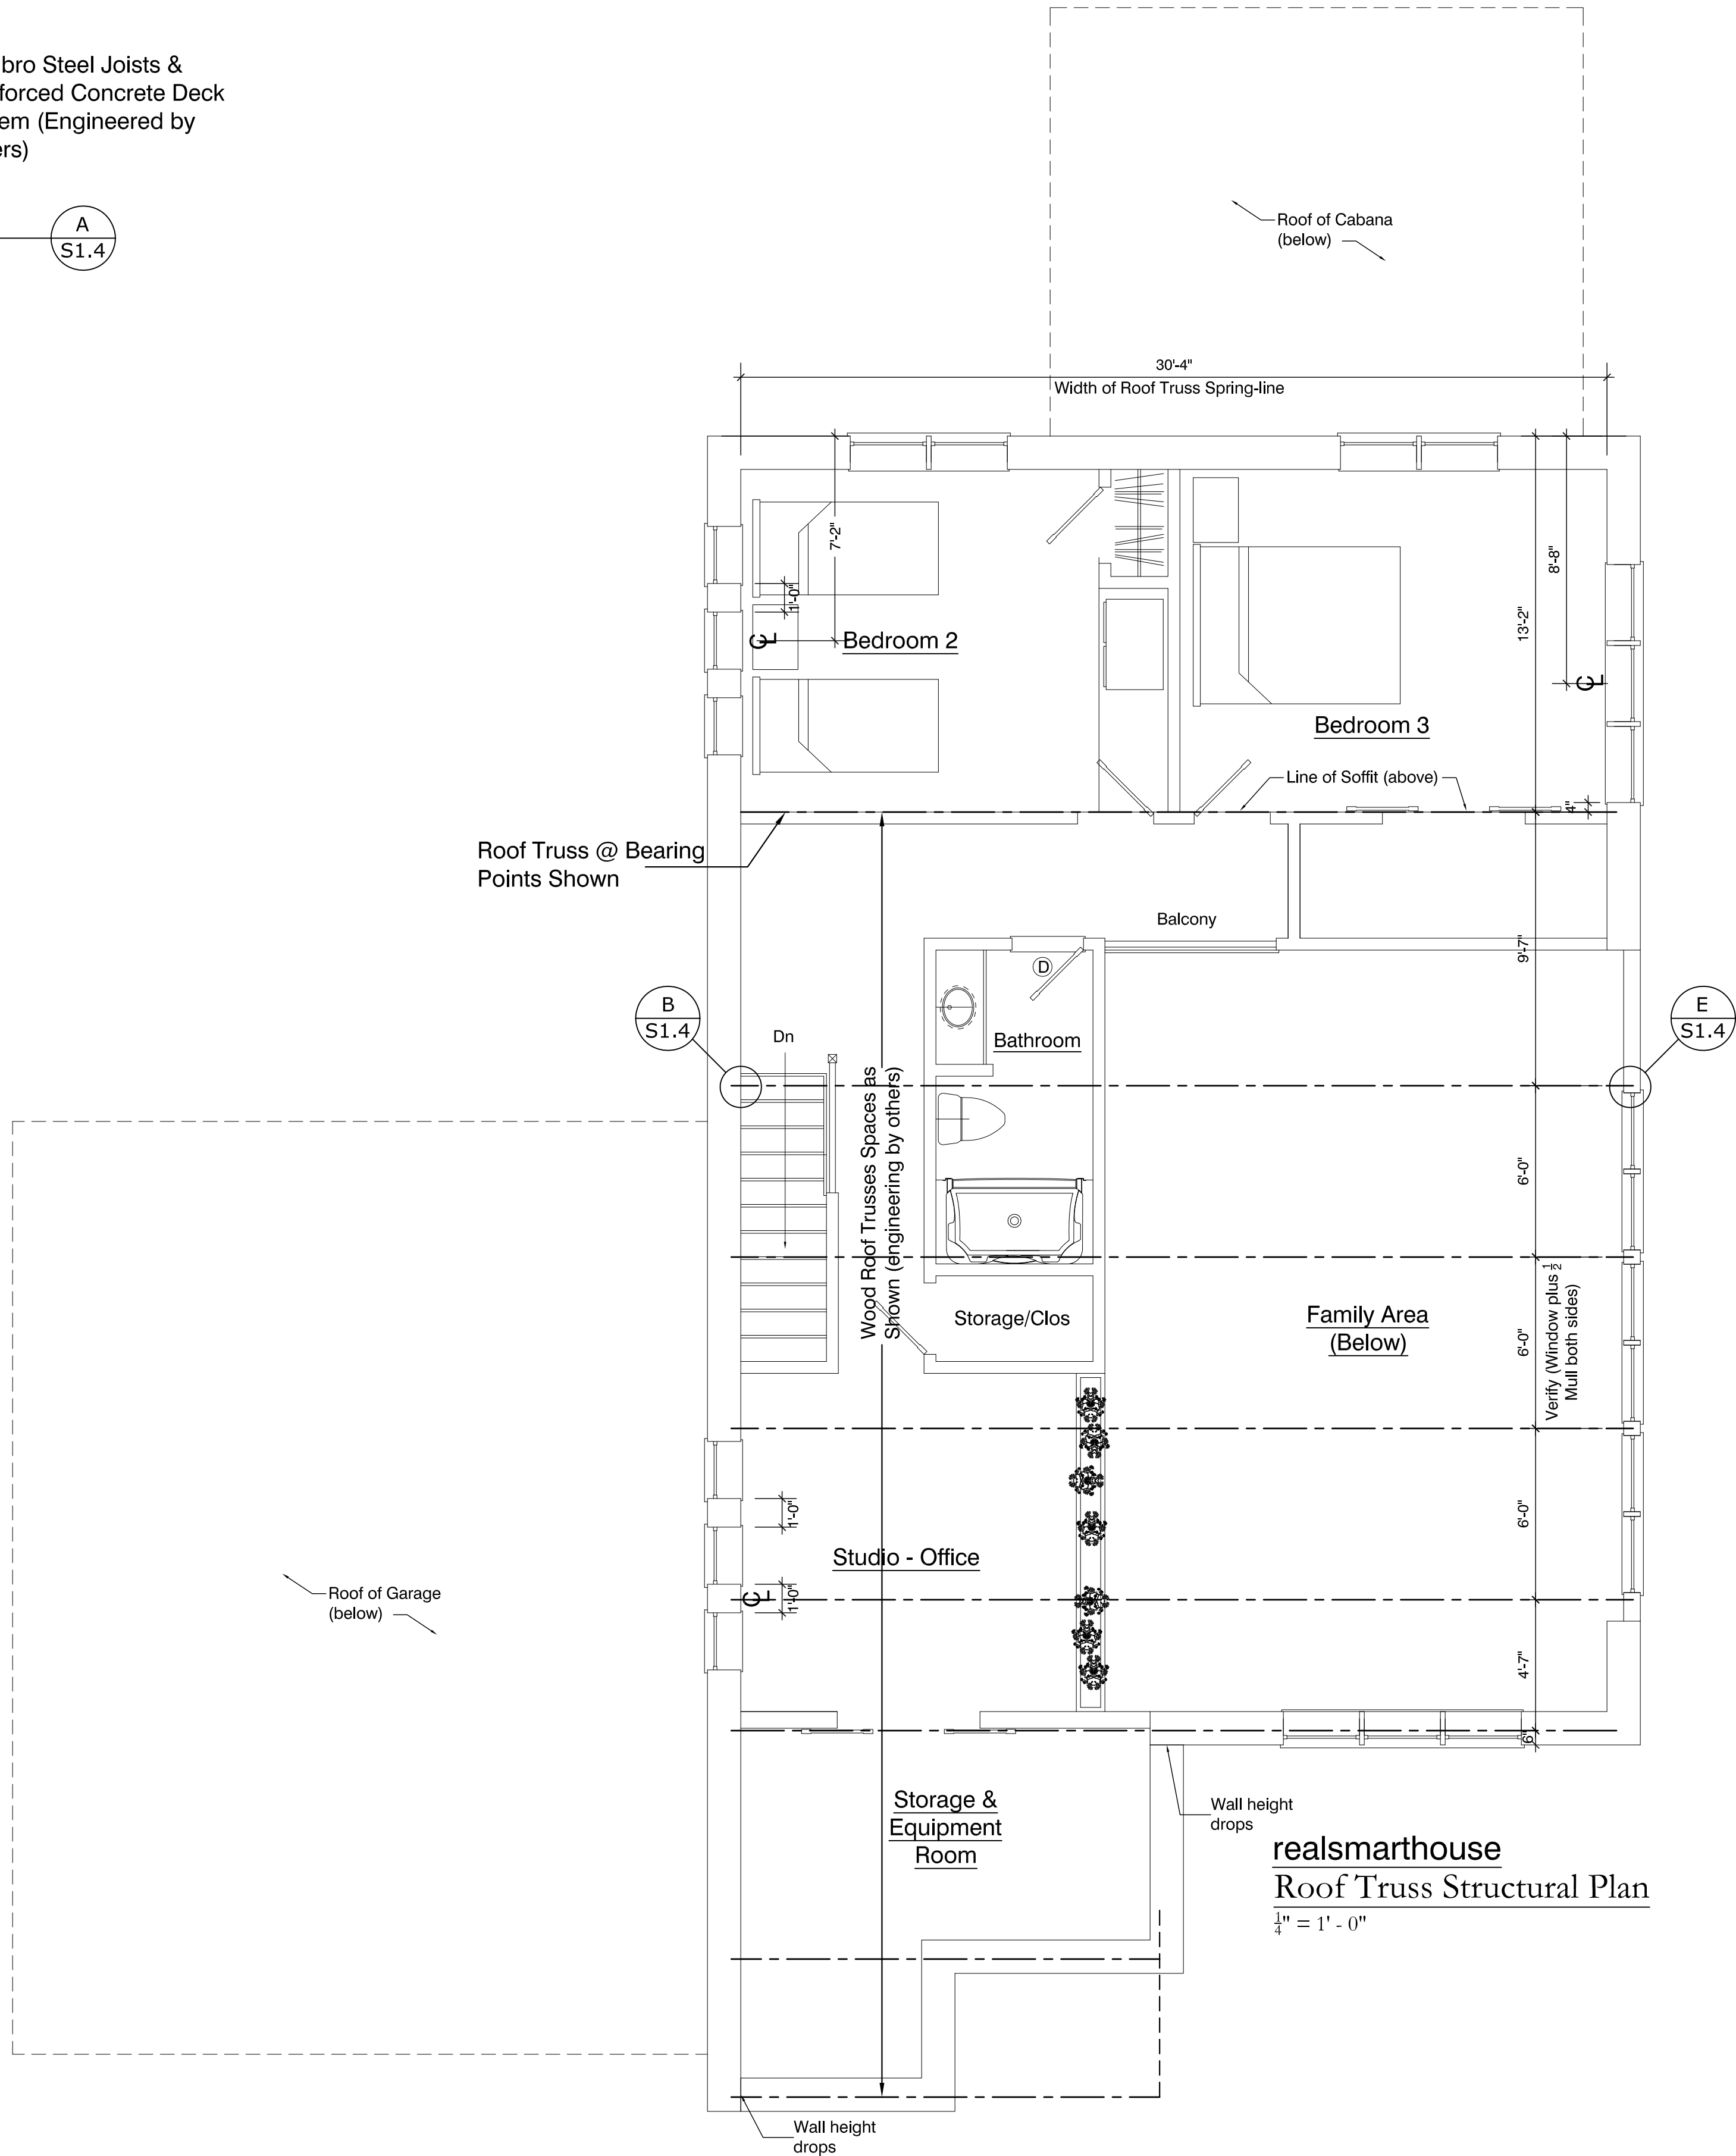 bro Steel Joists &
forced Concrete Deck
em (Engineered by
ers)
A
S1.4
Roof of Cabana
(below)
30'-4"
Width of Roof Truss Spring-line
7'-2"
1'-0"
℄
Bedroom 2
8'-8"
13'-2"
℄
Bedroom 3
Line of Soffit (above)
4"
Roof Truss @ Bearing
Points Shown
Balcony
9'-7"
D
B
S1.4
E
S1.4
Dn
Bathroom
Wood Roof Trusses Spaces as
Shown (engineering by others)
6'-0"
Storage/Clos
Family Area
(Below)
6'-0"
Verify (Window plus ½
Mull both sides)
1'-0"
6'-0"
Studio - Office
℄
1'-0"
Roof of Garage
(below)
4'-7"
6"
Storage &
Equipment
Room
Wall height
drops
realsmarthouse
Roof Truss Structural Plan
¼" = 1' - 0"
Wall height
drops